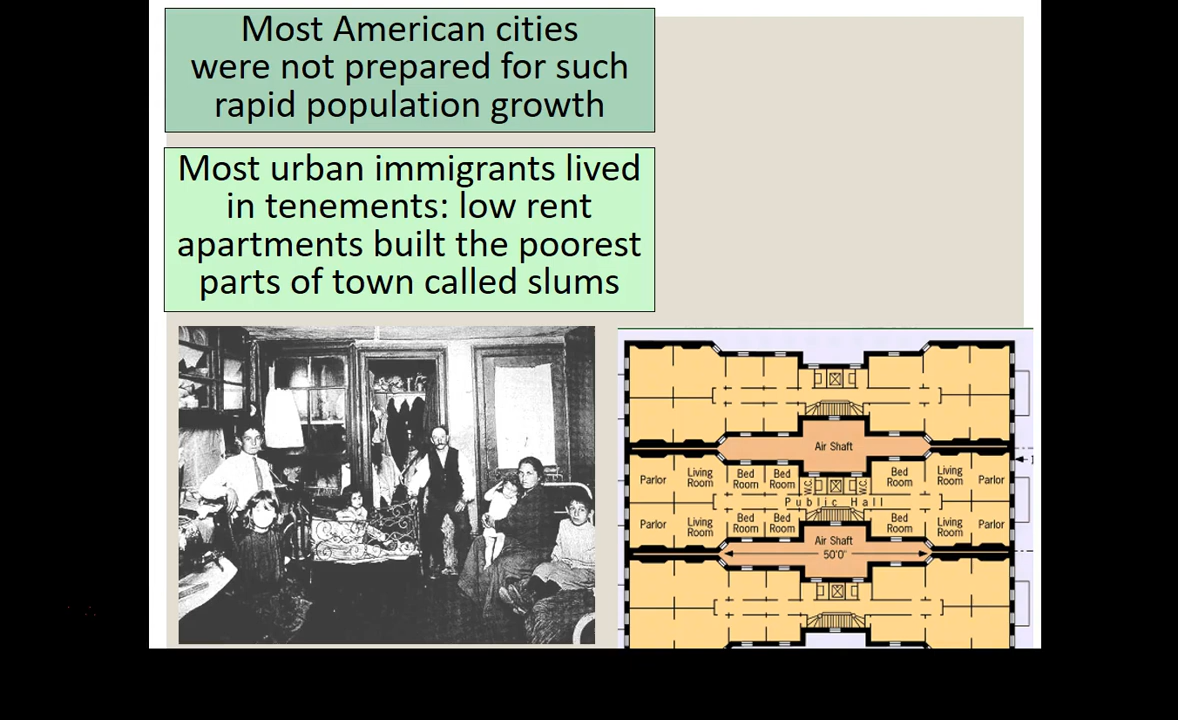 Most American cities
were not prepared for such
rapid population growth
Most urban immigrants lived
in tenements: low rent
apartments built the poorest
parts of town called slums
Air Shaft
Parlor
Living
Room
Bed
Room
Bed
Room
W.C.
W.C.
Bed
Room
Living
Room
Parlor
Public Hall
Parlor
Living
Room
Bed
Room
Bed
Room
Bed
Room
Living
Room
Parlor
Air Shaft
50'0"